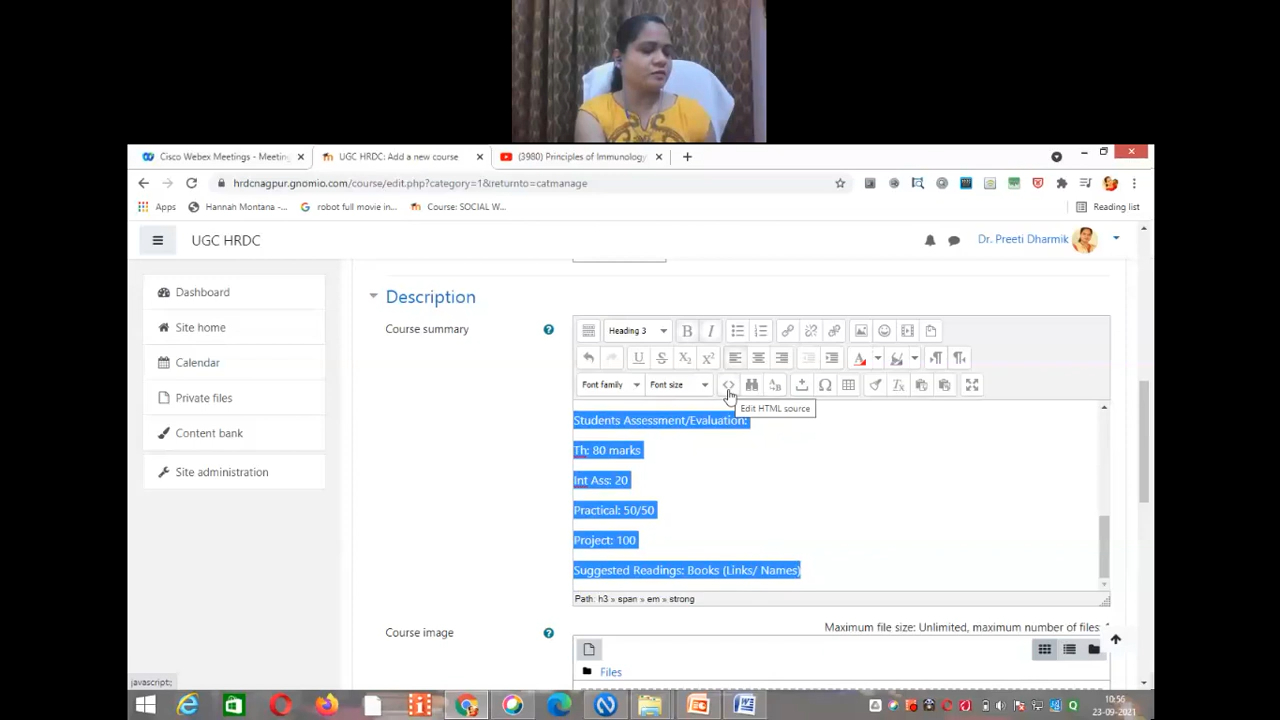 Cisco Webex Meetings - Meeting
UGC HRDC: Add a new course
(3980) Principles of Immunology
hrdcnagpur.gnomio.com/course/edit.php?category=1&returnto=catmanage
Apps
Hannah Montana -...
robot full movie in...
Course: SOCIAL W...
Reading list
UGC HRDC
Dr. Preeti Dharmik
Dashboard
Site home
Calendar
Private files
Content bank
Site administration
Description
Course summary
Heading 3
Font family
Font size
Edit HTML source
Students Assessment/Evaluation:
Th: 80 marks
Int Ass: 20
Practical: 50/50
Project: 100
Suggested Readings: Books (Links/ Names)
Path: h3 » span » em » strong
Course image
Maximum file size: Unlimited, maximum number of files:
Files
javascript:;
10:56
23-09-2021